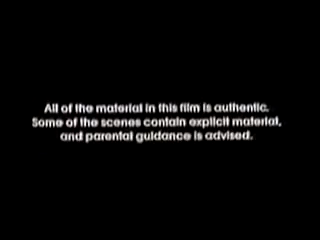 All of the material in this film is authentic.
Some of the scenes contain explicit material,
and parental guidance is advised.